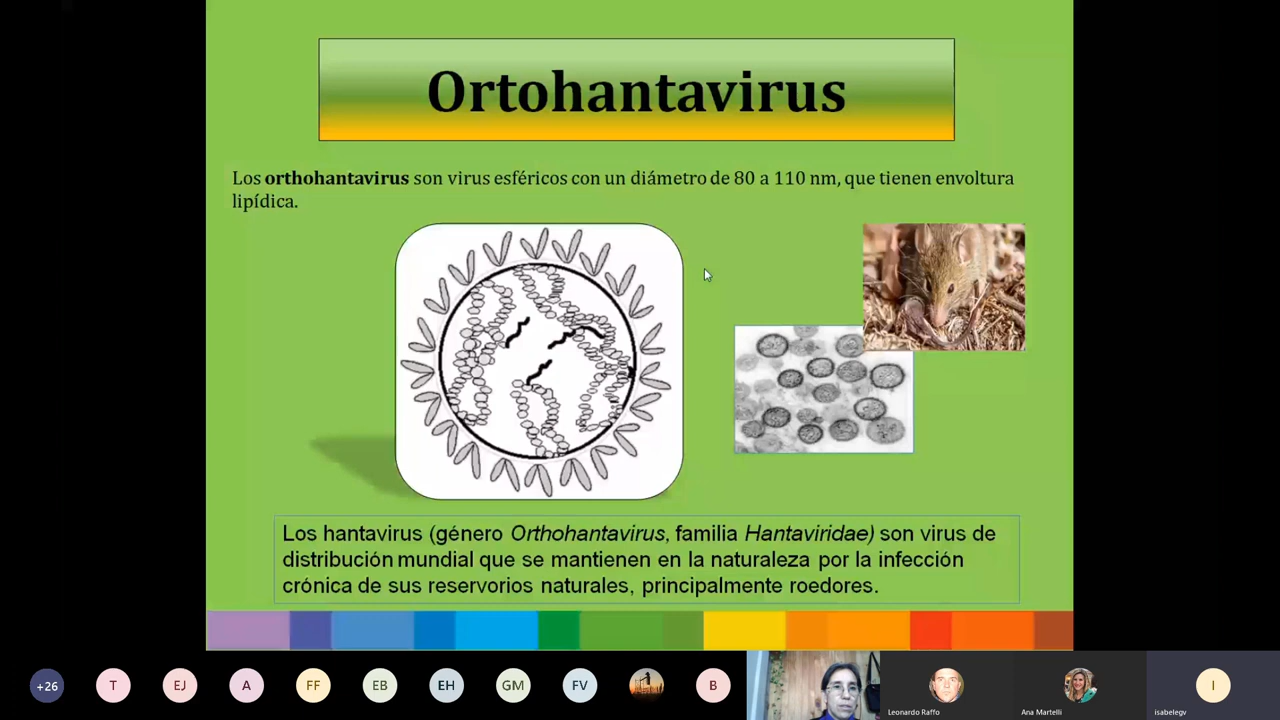 Ortohantavirus
Los orthohantavirus son virus esféricos con un diámetro de 80 a 110 nm, que tienen envoltura
lipídica.
Los hantavirus (género Orthohantavirus, familia Hantaviridae) son virus de
distribución mundial que se mantienen en la naturaleza por la infección
crónica de sus reservorios naturales, principalmente roedores.
+26 T EJ A FF EB EH GM FV B I
Leonardo Raffo Ana Martelli isabelegv